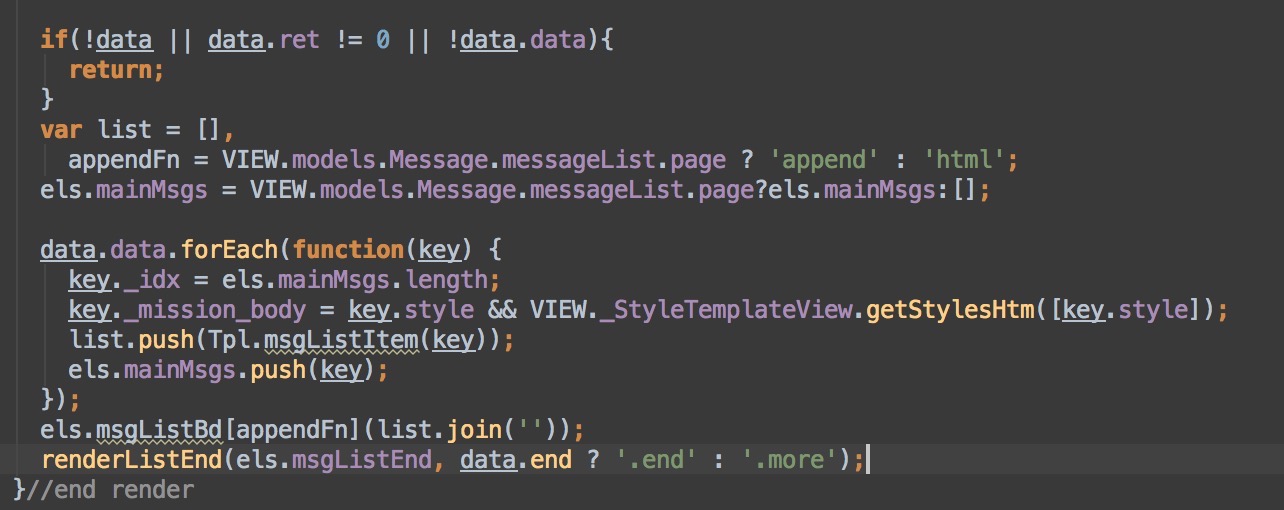 if(!data || data.ret != 0 || !data.data){
return;
}
var list = [],
appendFn = VIEW.models.Message.messageList.page ? 'append' : 'html';
els.mainMsgs = VIEW.models.Message.messageList.page?els.mainMsgs:[];
data.data.forEach(function(key) {
key._idx = els.mainMsgs.length;
key._mission_body = key.style && VIEW._StyleTemplateView.getStylesHtm([key.style]);
list.push(Tpl.msgListItem(key));
els.mainMsgs.push(key);
});
els.msgListBd[appendFn](list.join(''));
renderListEnd(els.msgListEnd, data.end ? '.end' : '.more');
}//end render